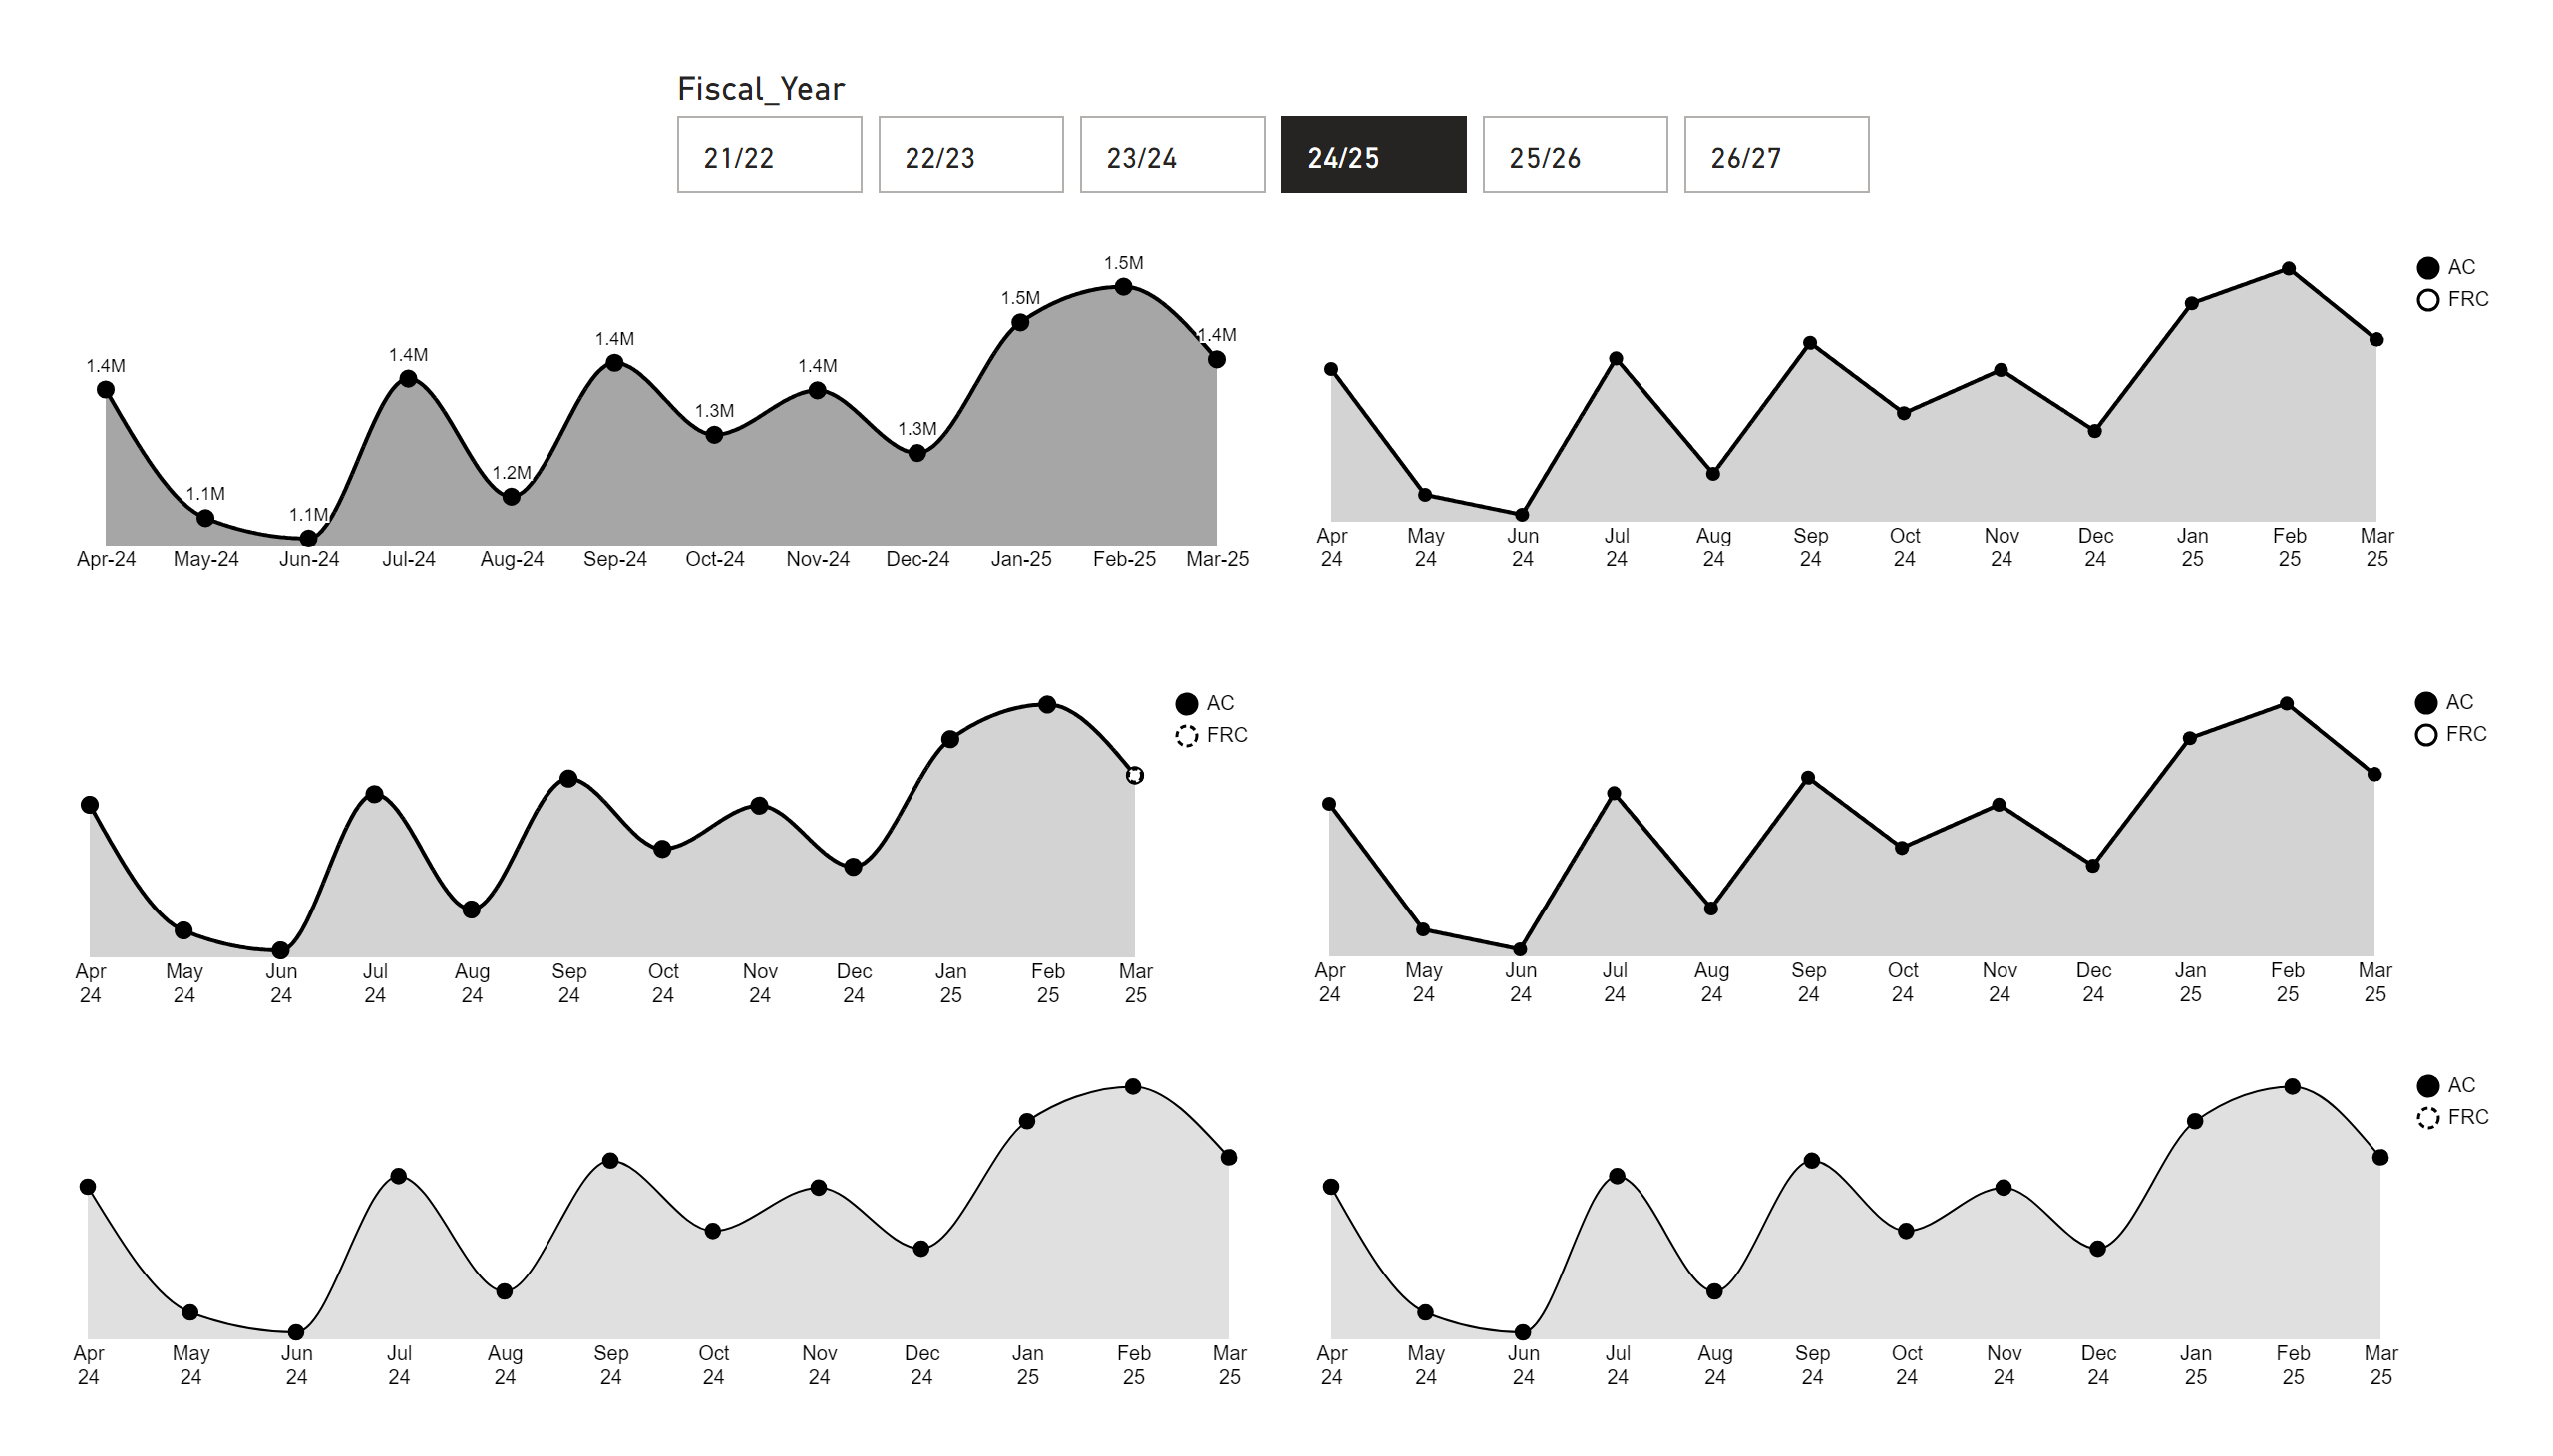 Fiscal_Year
21/22 22/23 23/24 24/25 25/26 26/27
1.4M 1.1M 1.1M 1.4M 1.2M 1.4M 1.3M 1.4M 1.3M 1.5M 1.5M 1.4M
Apr-24 May-24 Jun-24 Jul-24 Aug-24 Sep-24 Oct-24 Nov-24 Dec-24 Jan-25 Feb-25 Mar-25
AC
FRC
Apr May Jun Jul Aug Sep Oct Nov Dec Jan Feb Mar
24 24 24 24 24 24 24 24 24 25 25 25
AC
FRC
Apr May Jun Jul Aug Sep Oct Nov Dec Jan Feb Mar
24 24 24 24 24 24 24 24 24 25 25 25
AC
FRC
Apr May Jun Jul Aug Sep Oct Nov Dec Jan Feb Mar
24 24 24 24 24 24 24 24 24 25 25 25
Apr May Jun Jul Aug Sep Oct Nov Dec Jan Feb Mar
24 24 24 24 24 24 24 24 24 25 25 25
AC
FRC
Apr May Jun Jul Aug Sep Oct Nov Dec Jan Feb Mar
24 24 24 24 24 24 24 24 24 25 25 25